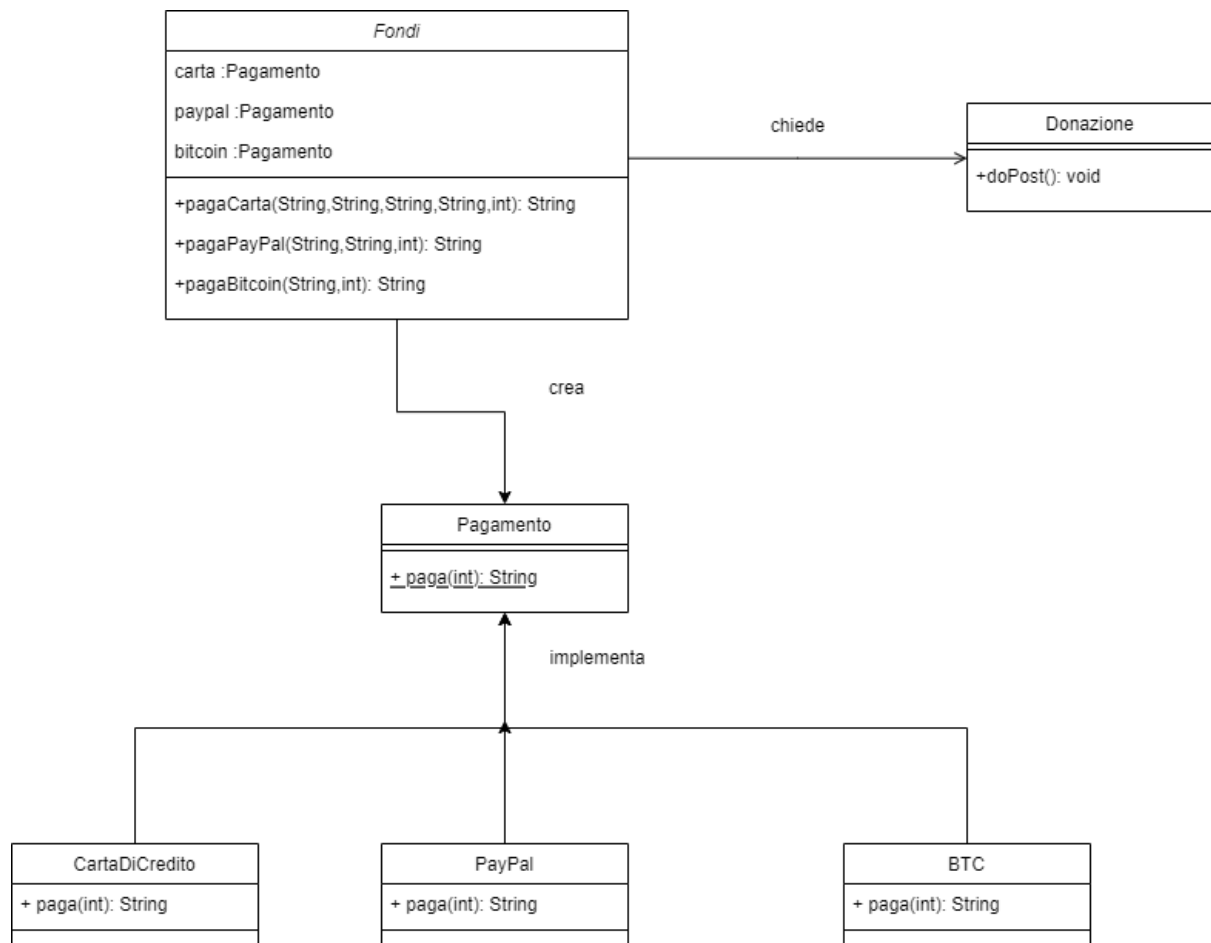 Fondi
carta :Pagamento
paypal :Pagamento
bitcoin :Pagamento
+pagaCarta(String,String,String,String,int): String
+pagaPayPal(String,String,int): String
+pagaBitcoin(String,int): String
chiede
Donazione
+doPost(): void
crea
Pagamento
+ paga(int): String
implementa
CartaDiCredito
+ paga(int): String
PayPal
+ paga(int): String
BTC
+ paga(int): String